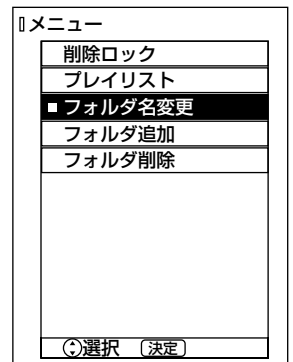 メニュー
削除ロック
プレイリスト
フォルダ名変更
フォルダ追加
フォルダ削除
選択 決定